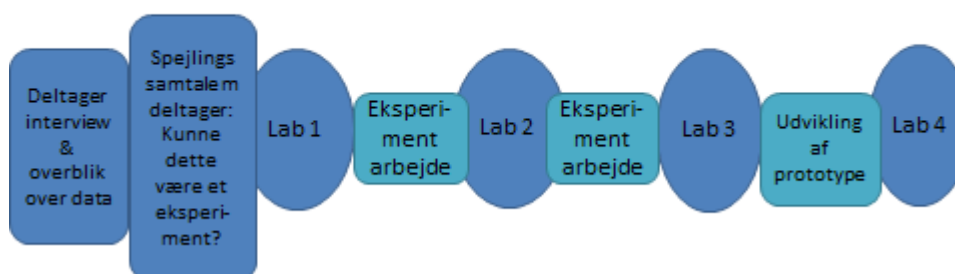 Deltager
interview
&
overblik
over data
Spejlings
samtale m
deltager:
Kunne
dette
være et
eksperi-
ment?
Lab 1
Eksperi-
ment
arbejde
Lab 2
Eksperi-
ment
arbejde
Lab 3
Udvikling
af
prototype
Lab 4